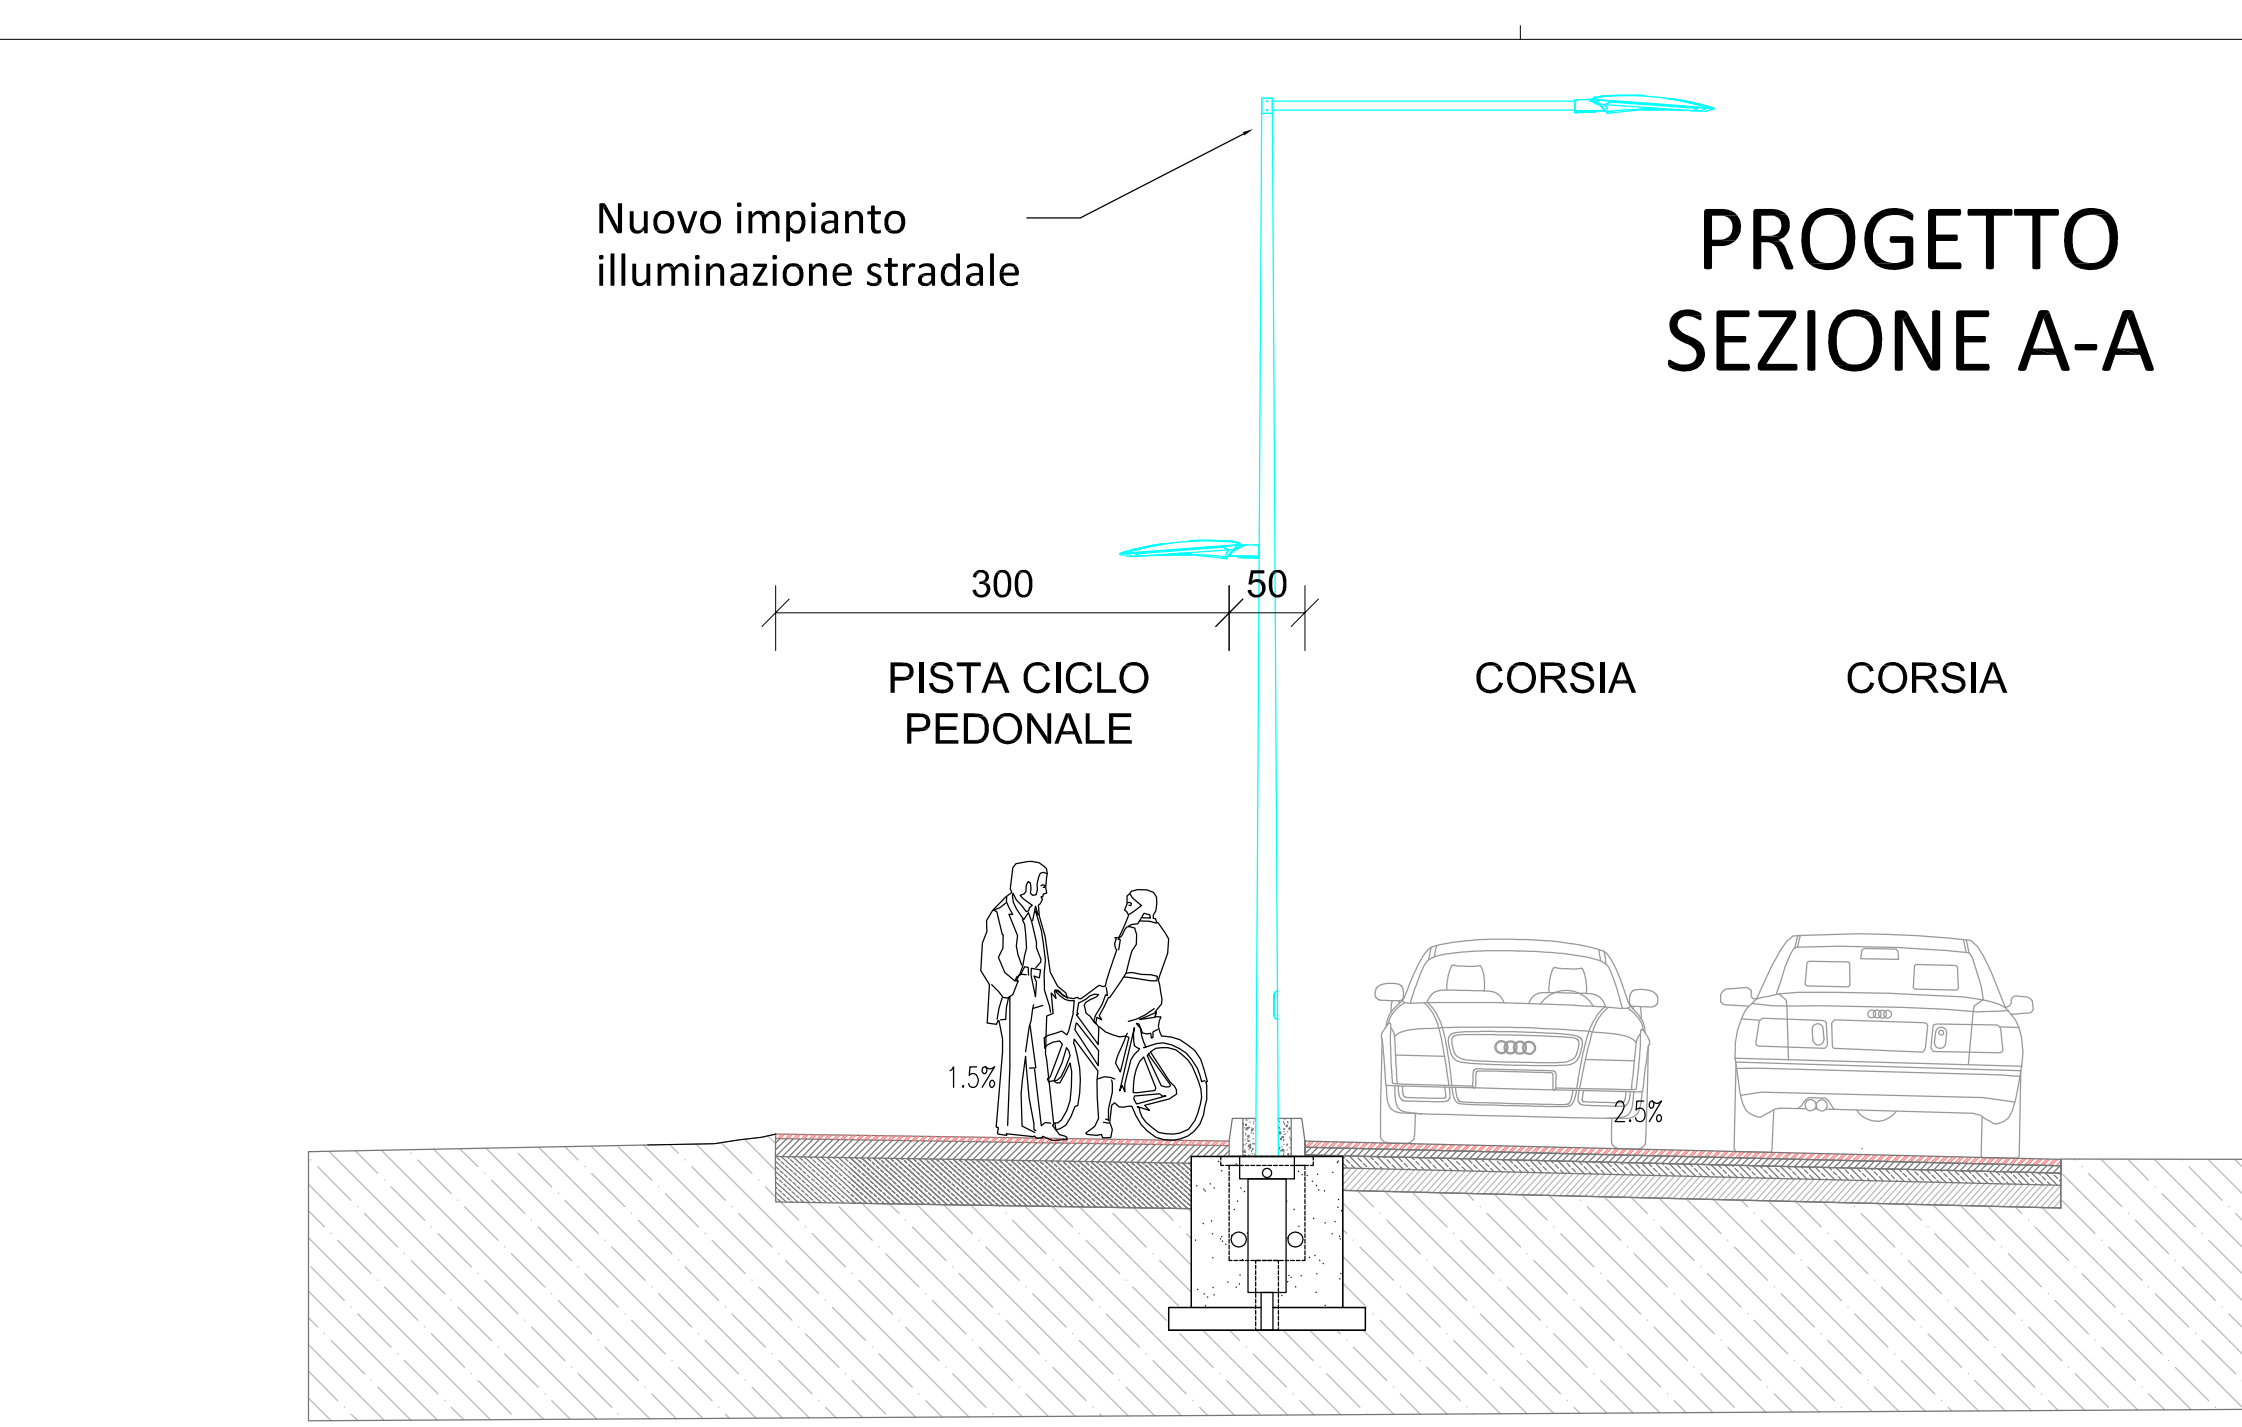 Nuovo impianto
illuminazione stradale
PROGETTO
SEZIONE A-A
300
50
PISTA CICLO
PEDONALE
CORSIA
CORSIA
1.5%
2.5%